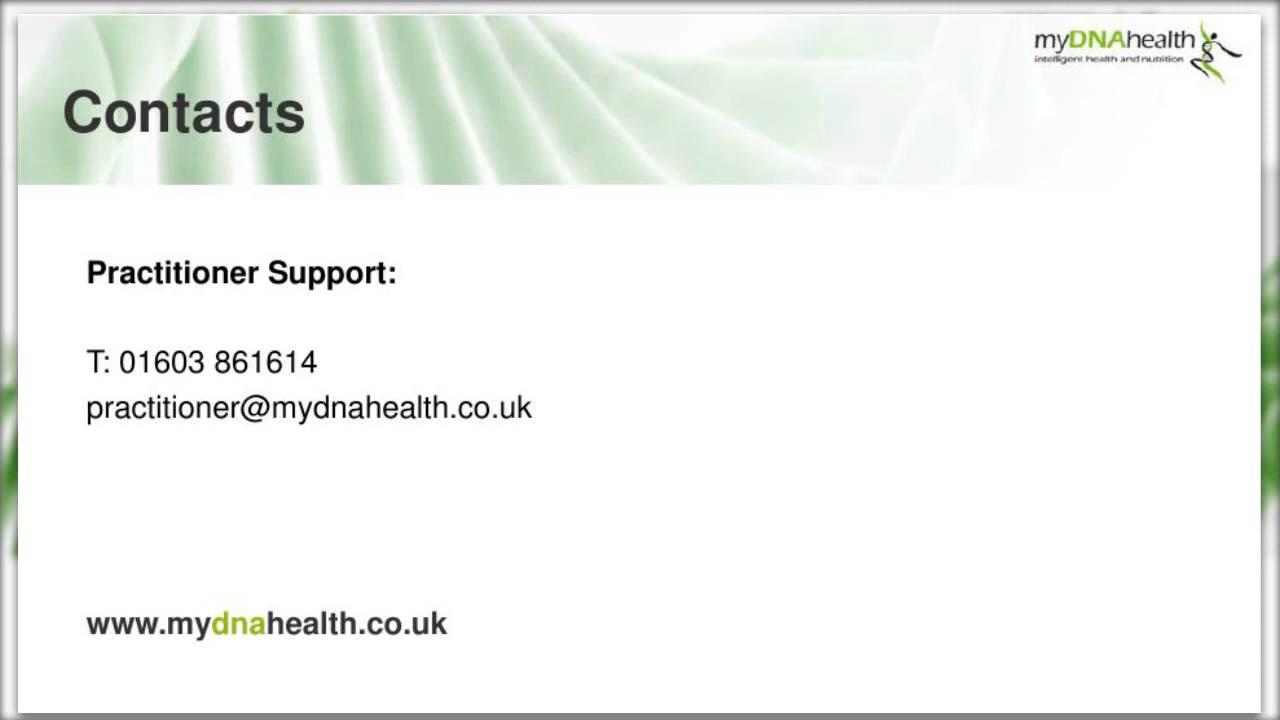 myDNAhealth
intelligent health and nutrition
Contacts
Practitioner Support:
T: 01603 861614
practitioner@mydnahealth.co.uk
www.mydnahealth.co.uk